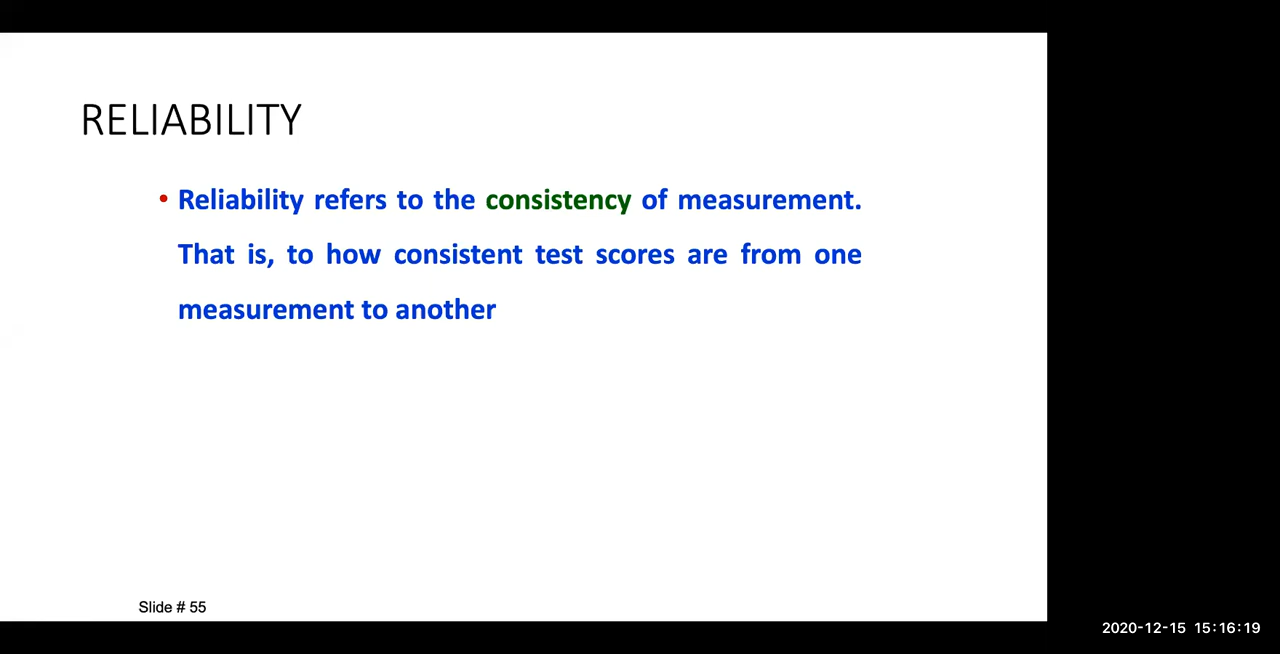 RELIABILITY
• Reliability refers to the consistency of measurement.
That is, to how consistent test scores are from one
measurement to another
Slide # 55
2020-12-15 15:16:19